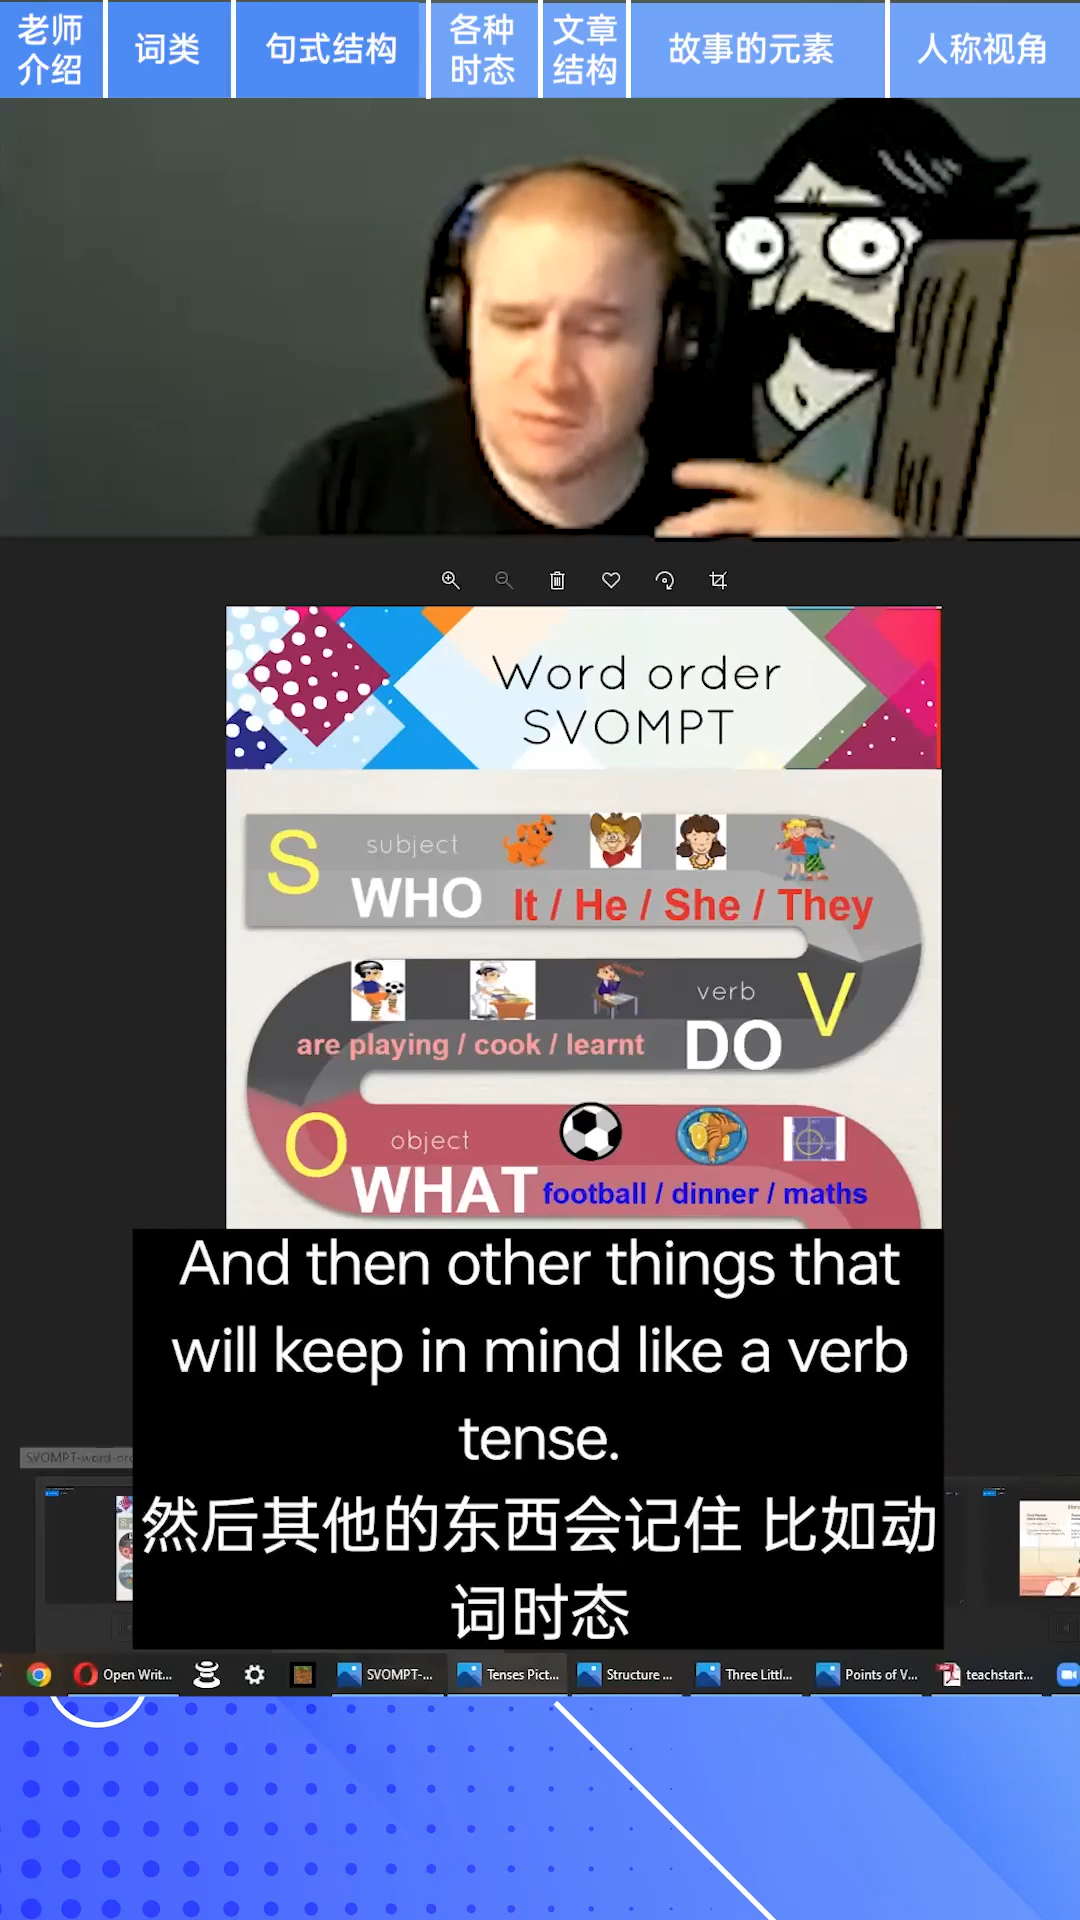 老师
介绍
词类
句式结构
各种
时态
文章
结构
故事的元素
人称视角
Word order
SVOMPT
S subject
WHO It / He / She / They
verb V
are playing / cook / learnt DO
O object
WHAT football / dinner / maths
And then other things that
will keep in mind like a verb
tense.
然后其他的东西会记住 比如动
词时态
SVOMPT-word-or
Open Writ...
SVOMPT-...
Tenses Pict...
Structure ...
Three Littl...
Points of V...
teachstart...